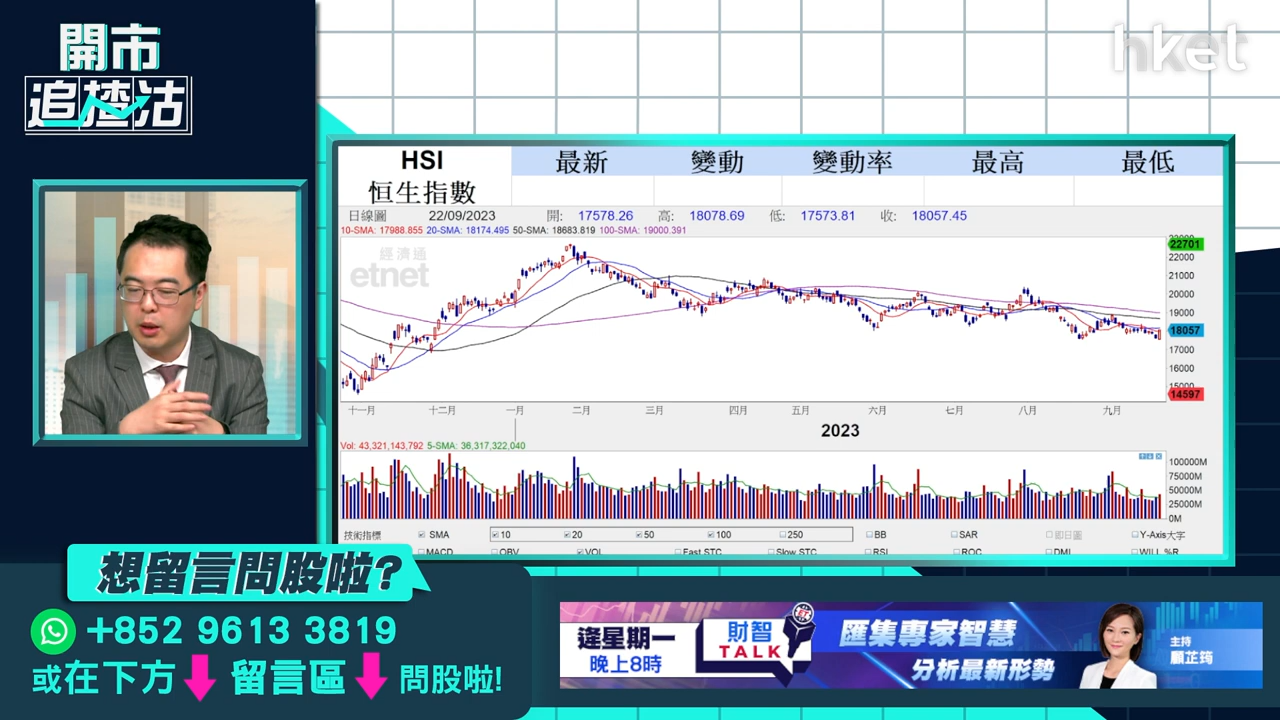 開市
追揸沽
hket
HSI
恒生指數
最新 變動 變動率 最高 最低
日線圖 22/09/2023 開: 17578.26 高: 18078.69 低: 17573.81 收: 18057.45
10-SMA: 17988.855 20-SMA: 18174.495 50-SMA: 18683.819 100-SMA: 19000.391
經濟通
etnet
23000
22701
22000
21000
20000
19000
18057
17000
16000
15000
14597
十一月 十二月 一月 二月 三月 四月 五月 六月 七月 八月 九月
2023
Vol: 43,321,143,792 5-SMA: 36,317,322,040
100000M
75000M
50000M
25000M
0M
技術指標 SMA 10 20 50 100 250 BB SAR 即日圖 Y-Axis大字
MACD OBV VOL Fast STC Slow STC RSI ROC DMI WILL %R
想留言問股啦?
+852 9613 3819
或在下方 留言區 問股啦!
逢星期一
晚上8時
財智
TALK
匯集專家智慧
分析最新形勢
主持
顧芷筠